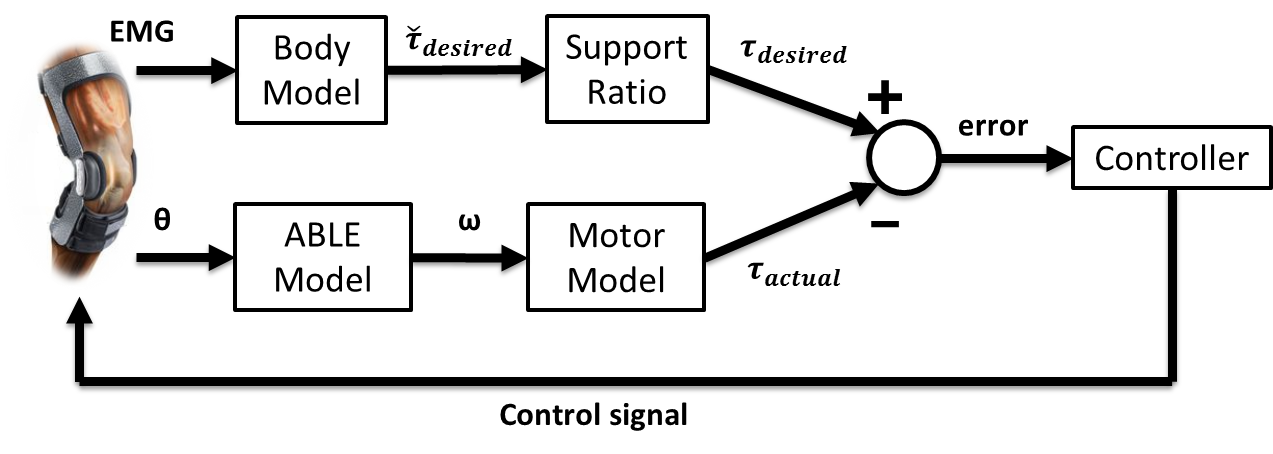 EMG
Body
Model
τ̌desired
Support
Ratio
τdesired
+
error
Controller
θ
ABLE
Model
ω
Motor
Model
τactual
−
Control signal